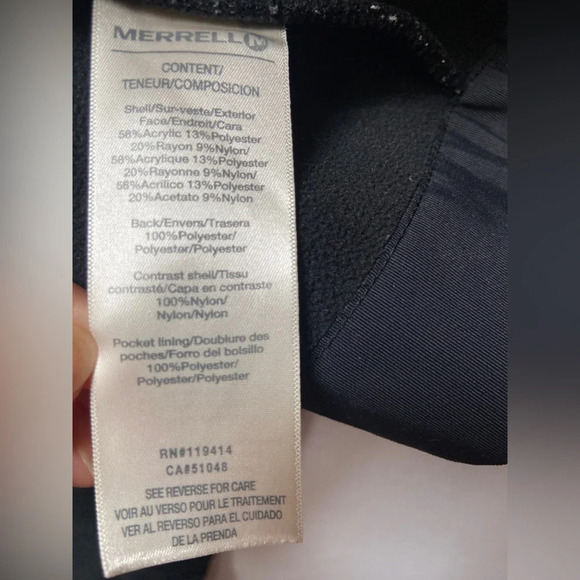 MERRELL
CONTENT/
TENEUR/COMPOSICION
Shell/Sur-veste/Exterior
Face/Endroit/Cara
58%Acrylic 13%Polyester
20%Rayon 9%Nylon/
58%Acrylique 13%Polyester
20%Rayonne 9%Nylon/
58%Acrilico 13%Polyester
20%Acetato 9%Nylon
Back/Envers/Trasera
100%Polyester/
Polyester/Polyester
Contrast shell/Tissu
contrasté/Capa en contraste
100%Nylon/
Nylon/Nylon
Pocket lining/Doublure des
poches/Forro del bolsillo
100%Polyester/
Polyester/Polyester
RN#119414
CA#51048
SEE REVERSE FOR CARE
VOIR AU VERSO POUR LE TRAITEMENT
VER AL REVERSO PARA EL CUIDADO
DE LA PRENDA